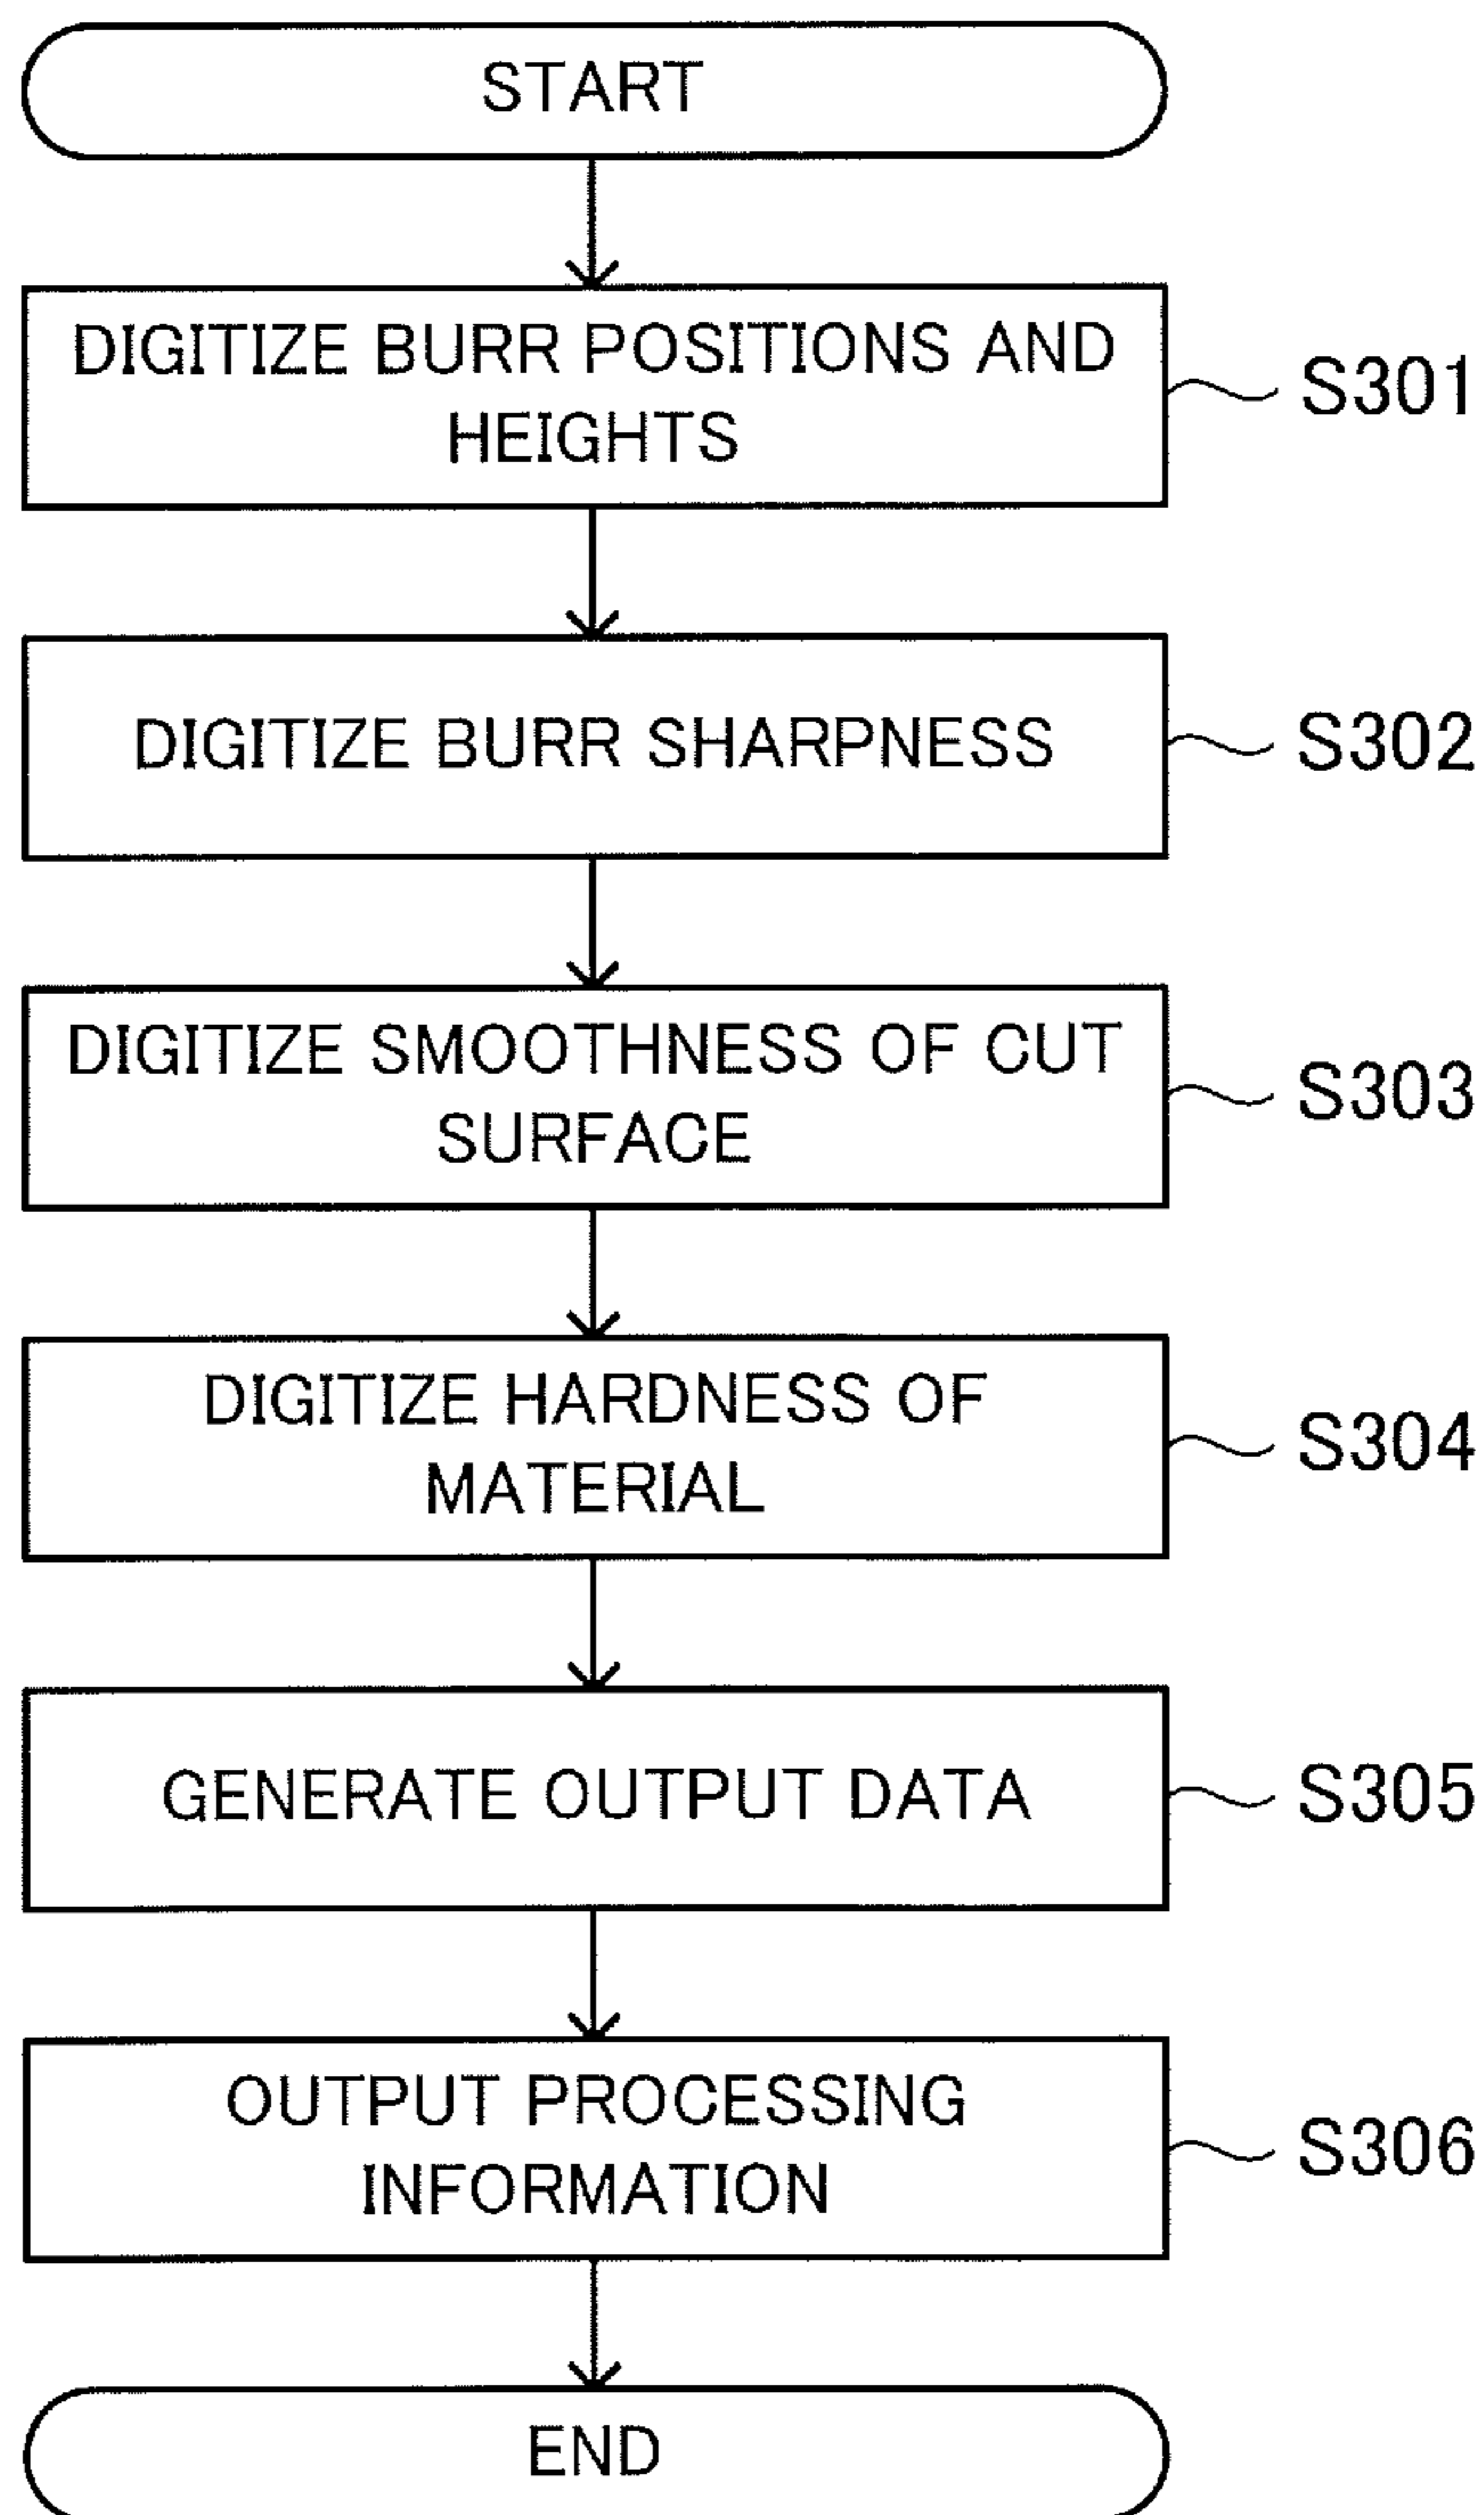 START
DIGITIZE BURR POSITIONS AND
HEIGHTS
S301
DIGITIZE BURR SHARPNESS
S302
DIGITIZE SMOOTHNESS OF CUT
SURFACE
S303
DIGITIZE HARDNESS OF
MATERIAL
S304
GENERATE OUTPUT DATA
S305
OUTPUT PROCESSING
INFORMATION
S306
END